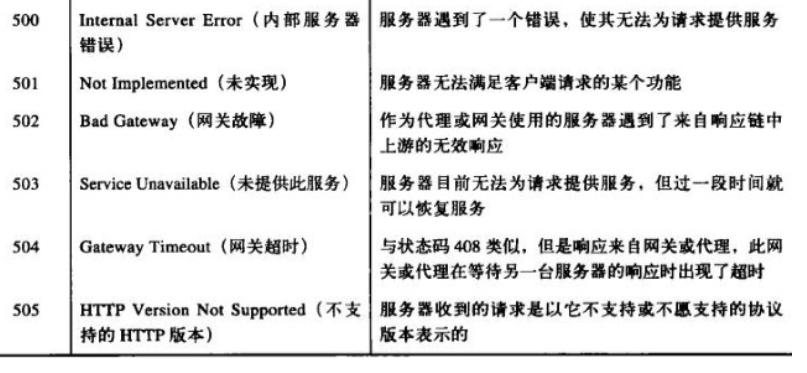 500 Internal Server Error（内部服务器 服务器遇到了一个错误，使其无法为请求提供服务
错误）
501 Not Implemented（未实现） 服务器无法满足客户端请求的某个功能
502 Bad Gateway（网关故障） 作为代理或网关使用的服务器遇到了来自响应链中
上游的无效响应
503 Service Unavailable（未提供此服务） 服务器目前无法为请求提供服务，但过一段时间就
可以恢复服务
504 Gateway Timeout（网关超时） 与状态码 408 类似，但是响应来自网关或代理，此网
关或代理在等待另一台服务器的响应时出现了超时
505 HTTP Version Not Supported（不支 服务器收到的请求是以它不支持或不愿支持的协议
持的 HTTP 版本） 版本表示的